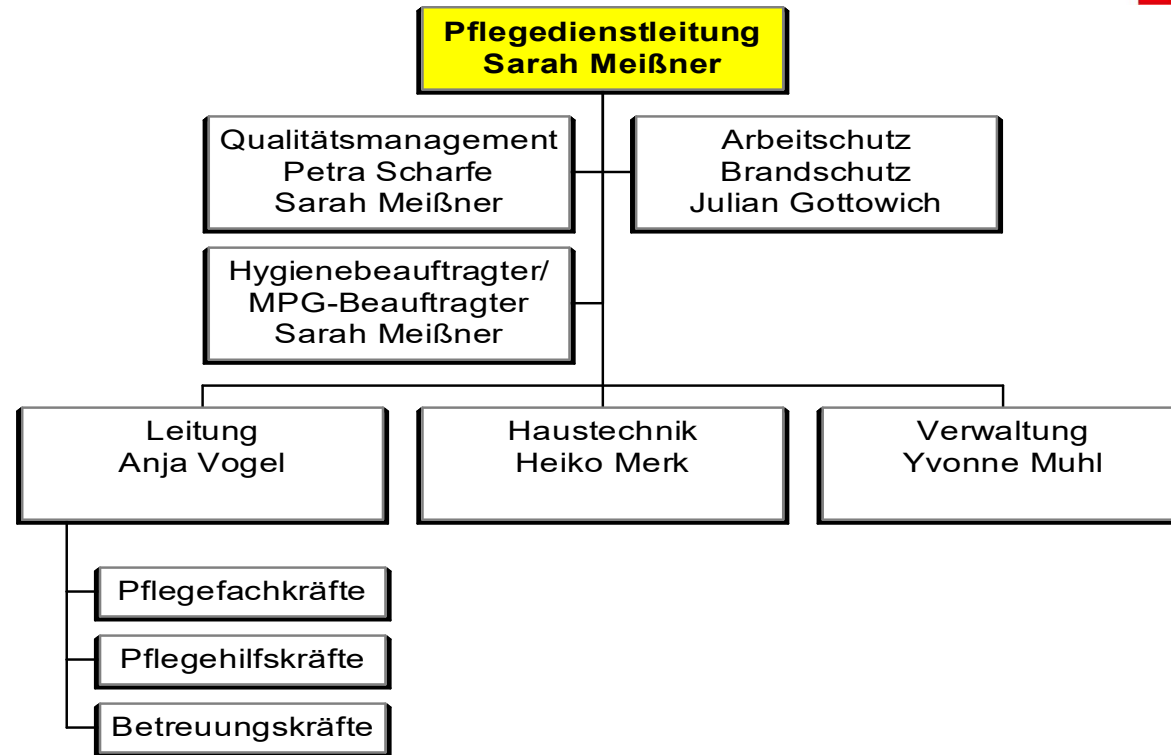 Pflegedienstleitung
Sarah Meißner
Qualitätsmanagement
Petra Scharfe
Sarah Meißner
Arbeitschutz
Brandschutz
Julian Gottowich
Hygienebeauftragter/
MPG-Beauftragter
Sarah Meißner
Leitung
Anja Vogel
Haustechnik
Heiko Merk
Verwaltung
Yvonne Muhl
Pflegefachkräfte
Pflegehilfskräfte
Betreuungskräfte